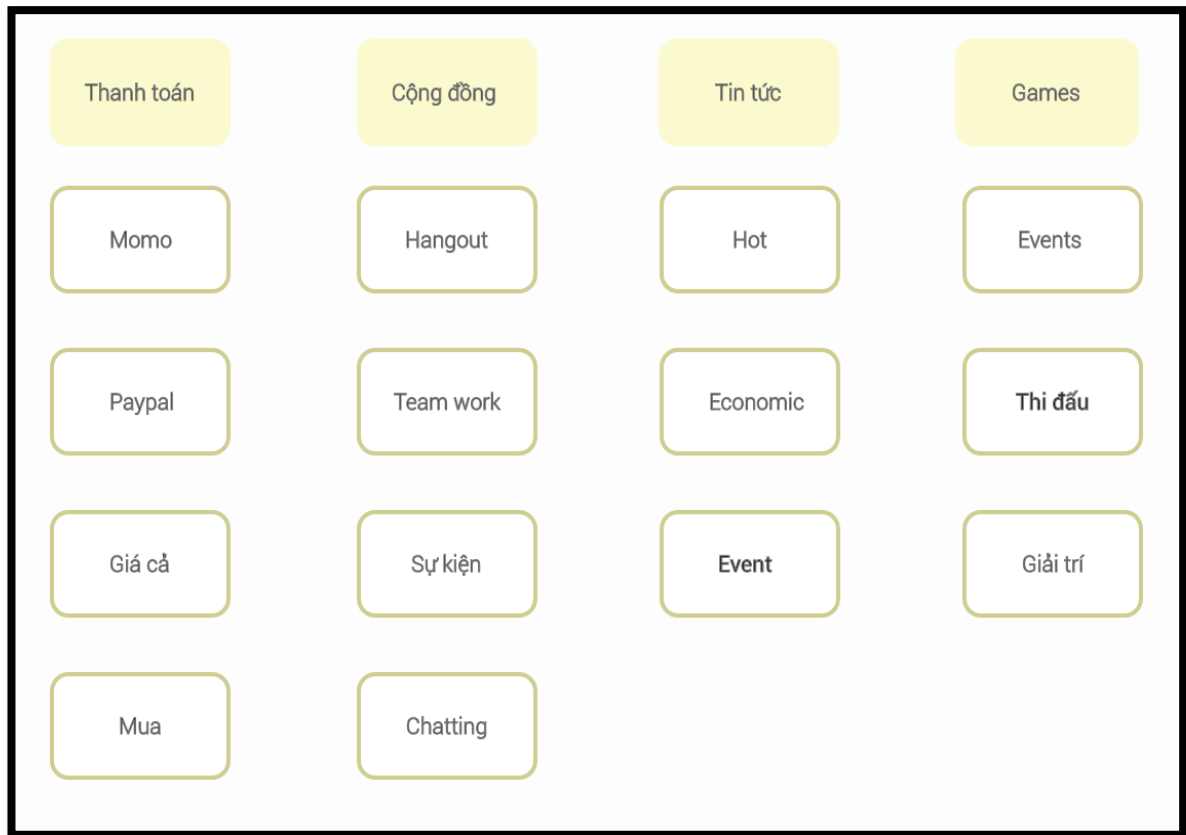 Thanh toán
Cộng đồng
Tin tức
Games
Momo
Hangout
Hot
Events
Paypal
Team work
Economic
Thi đấu
Giá cả
Sự kiện
Event
Giải trí
Mua
Chatting